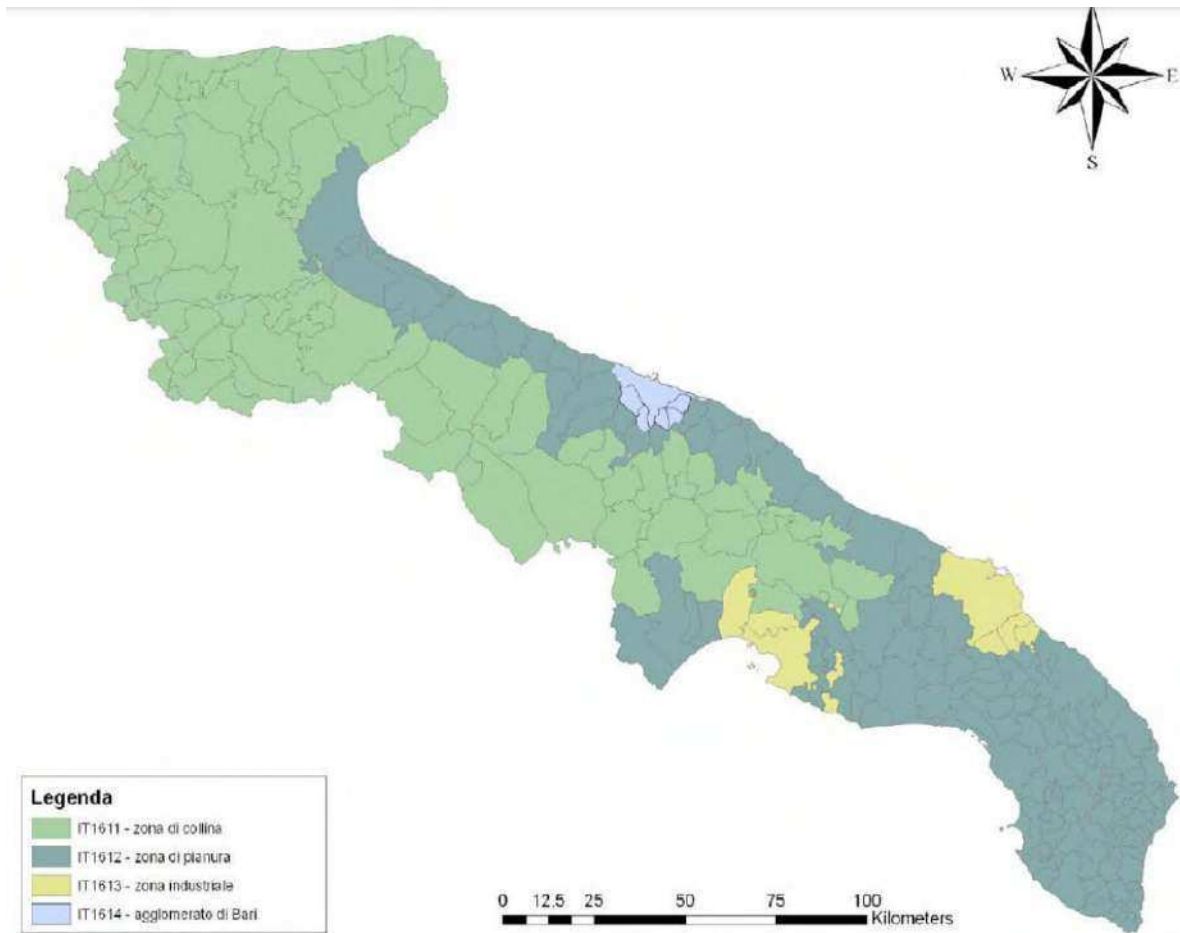 W E
S
Legenda
IT1611 - zona di collina
IT1612 - zona di pianura
IT1613 - zona industriale
IT1614 - agglomerato di Bari
0 12.5 25 50 75 100
Kilometers